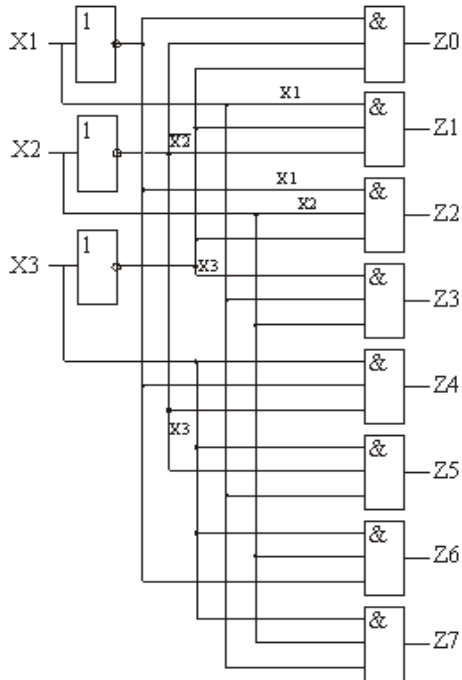 X1 1 & Z0
X1 & Z1
X2 1 X2
X1 & Z2
X2
X3 1 X3
& Z3
& Z4
X3
& Z5
& Z6
& Z7